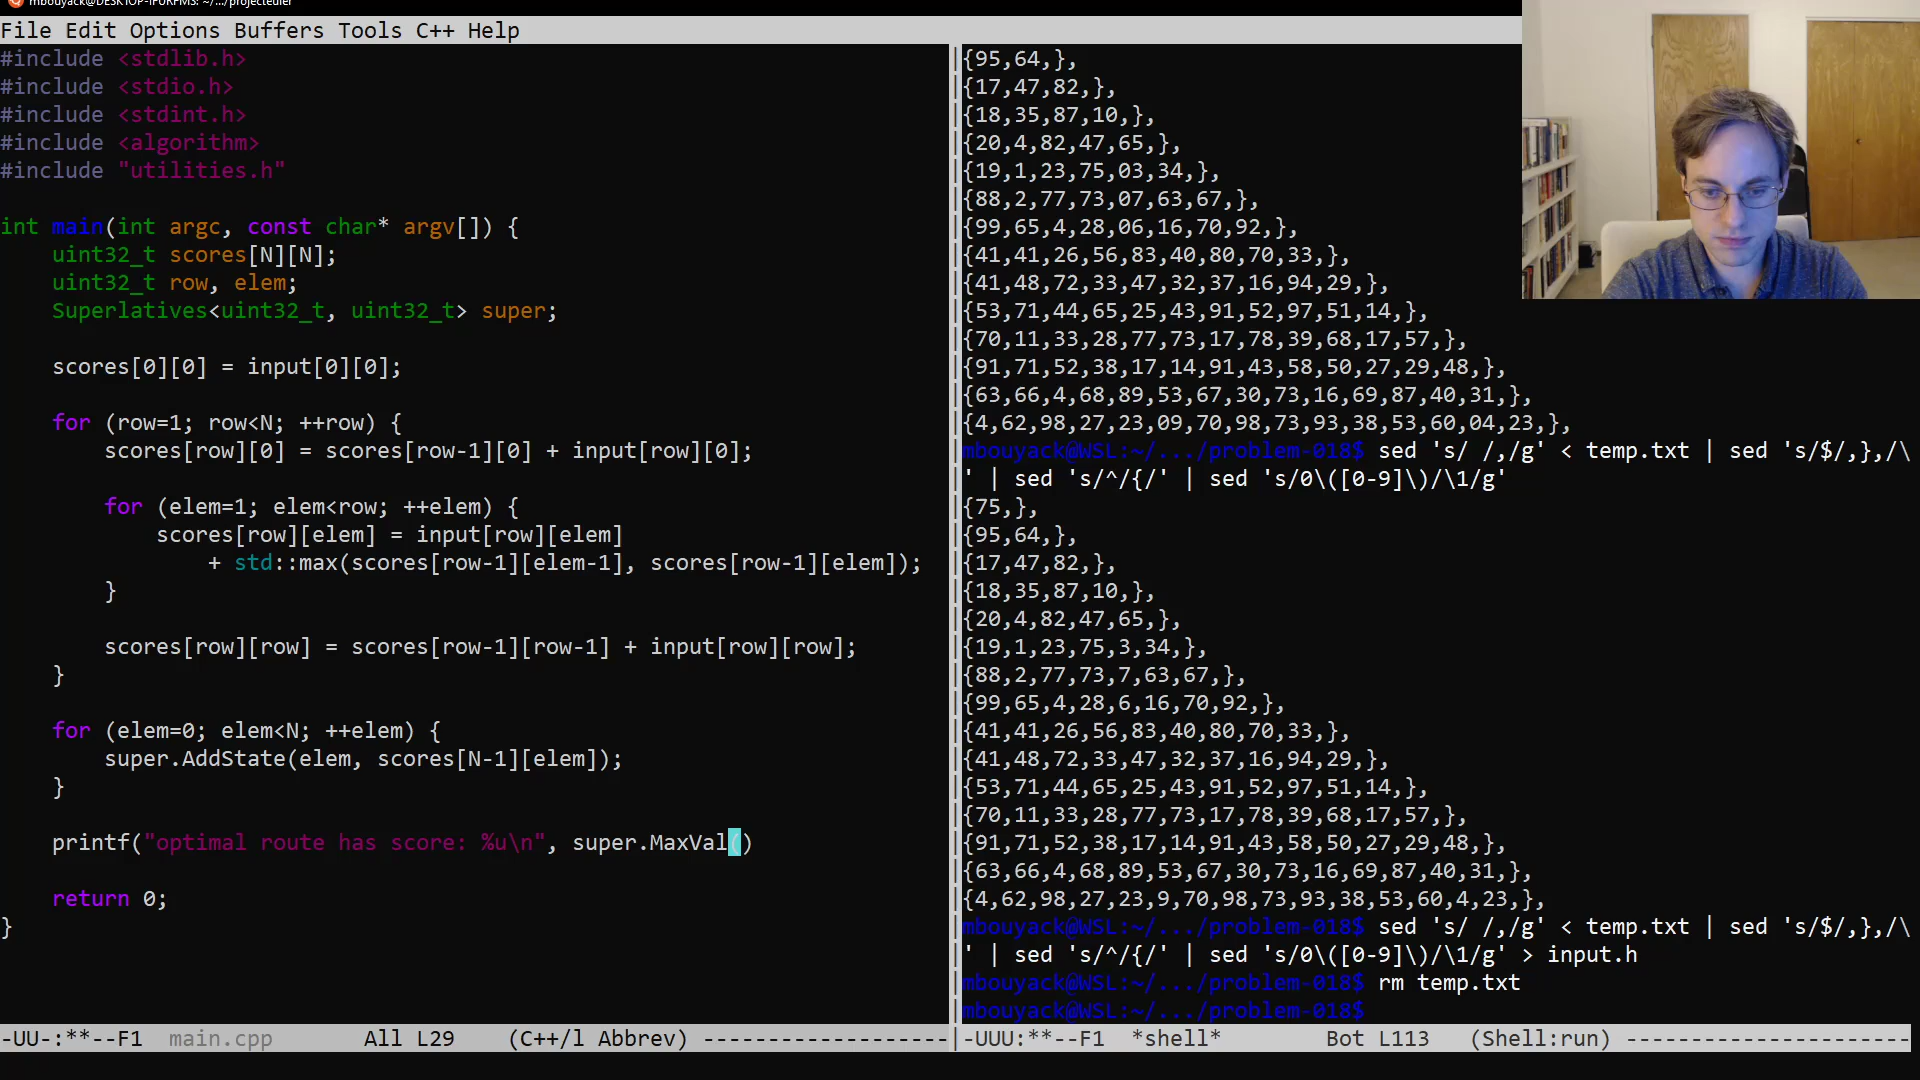 mbouyack@DESKTOP-IFURFMS: ~/.../projecteuler
File Edit Options Buffers Tools C++ Help
#include <stdlib.h>
#include <stdio.h>
#include <stdint.h>
#include <algorithm>
#include "utilities.h"
int main(int argc, const char* argv[]) {
uint32_t scores[N][N];
uint32_t row, elem;
Superlatives<uint32_t, uint32_t> super;
scores[0][0] = input[0][0];
for (row=1; row<N; ++row) {
scores[row][0] = scores[row-1][0] + input[row][0];
for (elem=1; elem<row; ++elem) {
scores[row][elem] = input[row][elem]
+ std::max(scores[row-1][elem-1], scores[row-1][elem]);
}
scores[row][row] = scores[row-1][row-1] + input[row][row];
}
for (elem=0; elem<N; ++elem) {
super.AddState(elem, scores[N-1][elem]);
}
printf("optimal route has score: %u\n", super.MaxVal()
return 0;
}
-UU-:**--F1  main.cpp       All L29    (C++/l Abbrev) -------------------
{95,64,},
{17,47,82,},
{18,35,87,10,},
{20,4,82,47,65,},
{19,1,23,75,03,34,},
{88,2,77,73,07,63,67,},
{99,65,4,28,06,16,70,92,},
{41,41,26,56,83,40,80,70,33,},
{41,48,72,33,47,32,37,16,94,29,},
{53,71,44,65,25,43,91,52,97,51,14,},
{70,11,33,28,77,73,17,78,39,68,17,57,},
{91,71,52,38,17,14,91,43,58,50,27,29,48,},
{63,66,4,68,89,53,67,30,73,16,69,87,40,31,},
{4,62,98,27,23,09,70,98,73,93,38,53,60,04,23,},
mbouyack@WSL:~/.../problem-018$ sed 's/ /,/g' < temp.txt | sed 's/$/,},/\
' | sed 's/^/{/' | sed 's/0\([0-9]\)/\1/g'
{75,},
{95,64,},
{17,47,82,},
{18,35,87,10,},
{20,4,82,47,65,},
{19,1,23,75,3,34,},
{88,2,77,73,7,63,67,},
{99,65,4,28,6,16,70,92,},
{41,41,26,56,83,40,80,70,33,},
{41,48,72,33,47,32,37,16,94,29,},
{53,71,44,65,25,43,91,52,97,51,14,},
{70,11,33,28,77,73,17,78,39,68,17,57,},
{91,71,52,38,17,14,91,43,58,50,27,29,48,},
{63,66,4,68,89,53,67,30,73,16,69,87,40,31,},
{4,62,98,27,23,9,70,98,73,93,38,53,60,4,23,},
mbouyack@WSL:~/.../problem-018$ sed 's/ /,/g' < temp.txt | sed 's/$/,},/\
' | sed 's/^/{/' | sed 's/0\([0-9]\)/\1/g' > input.h
mbouyack@WSL:~/.../problem-018$ rm temp.txt
mbouyack@WSL:~/.../problem-018$
-UUU:**--F1  *shell*        Bot L113   (Shell:run) ----------------------